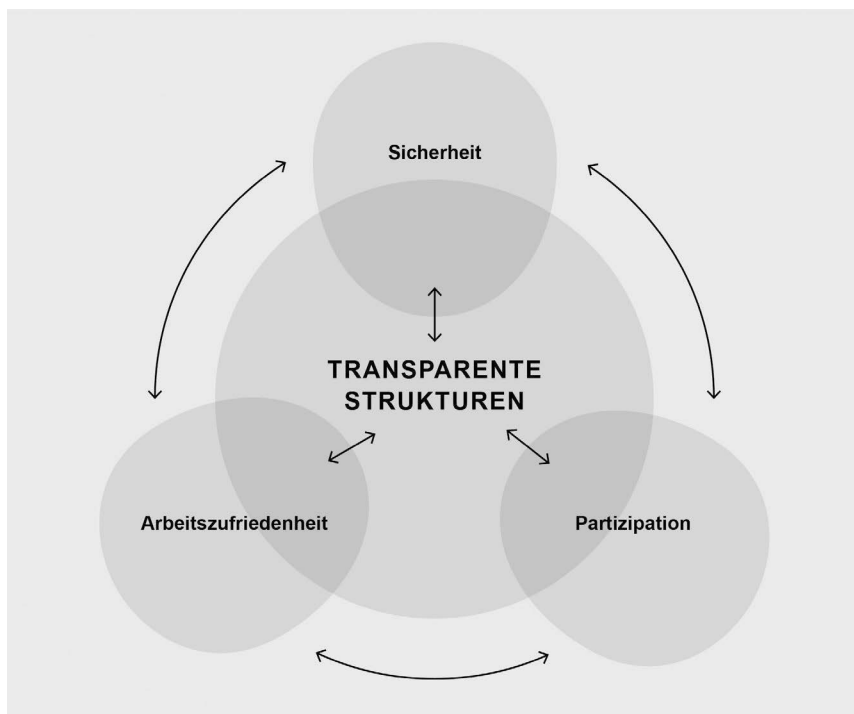 Sicherheit
TRANSPARENTE
STRUKTUREN
Arbeitszufriedenheit
Partizipation